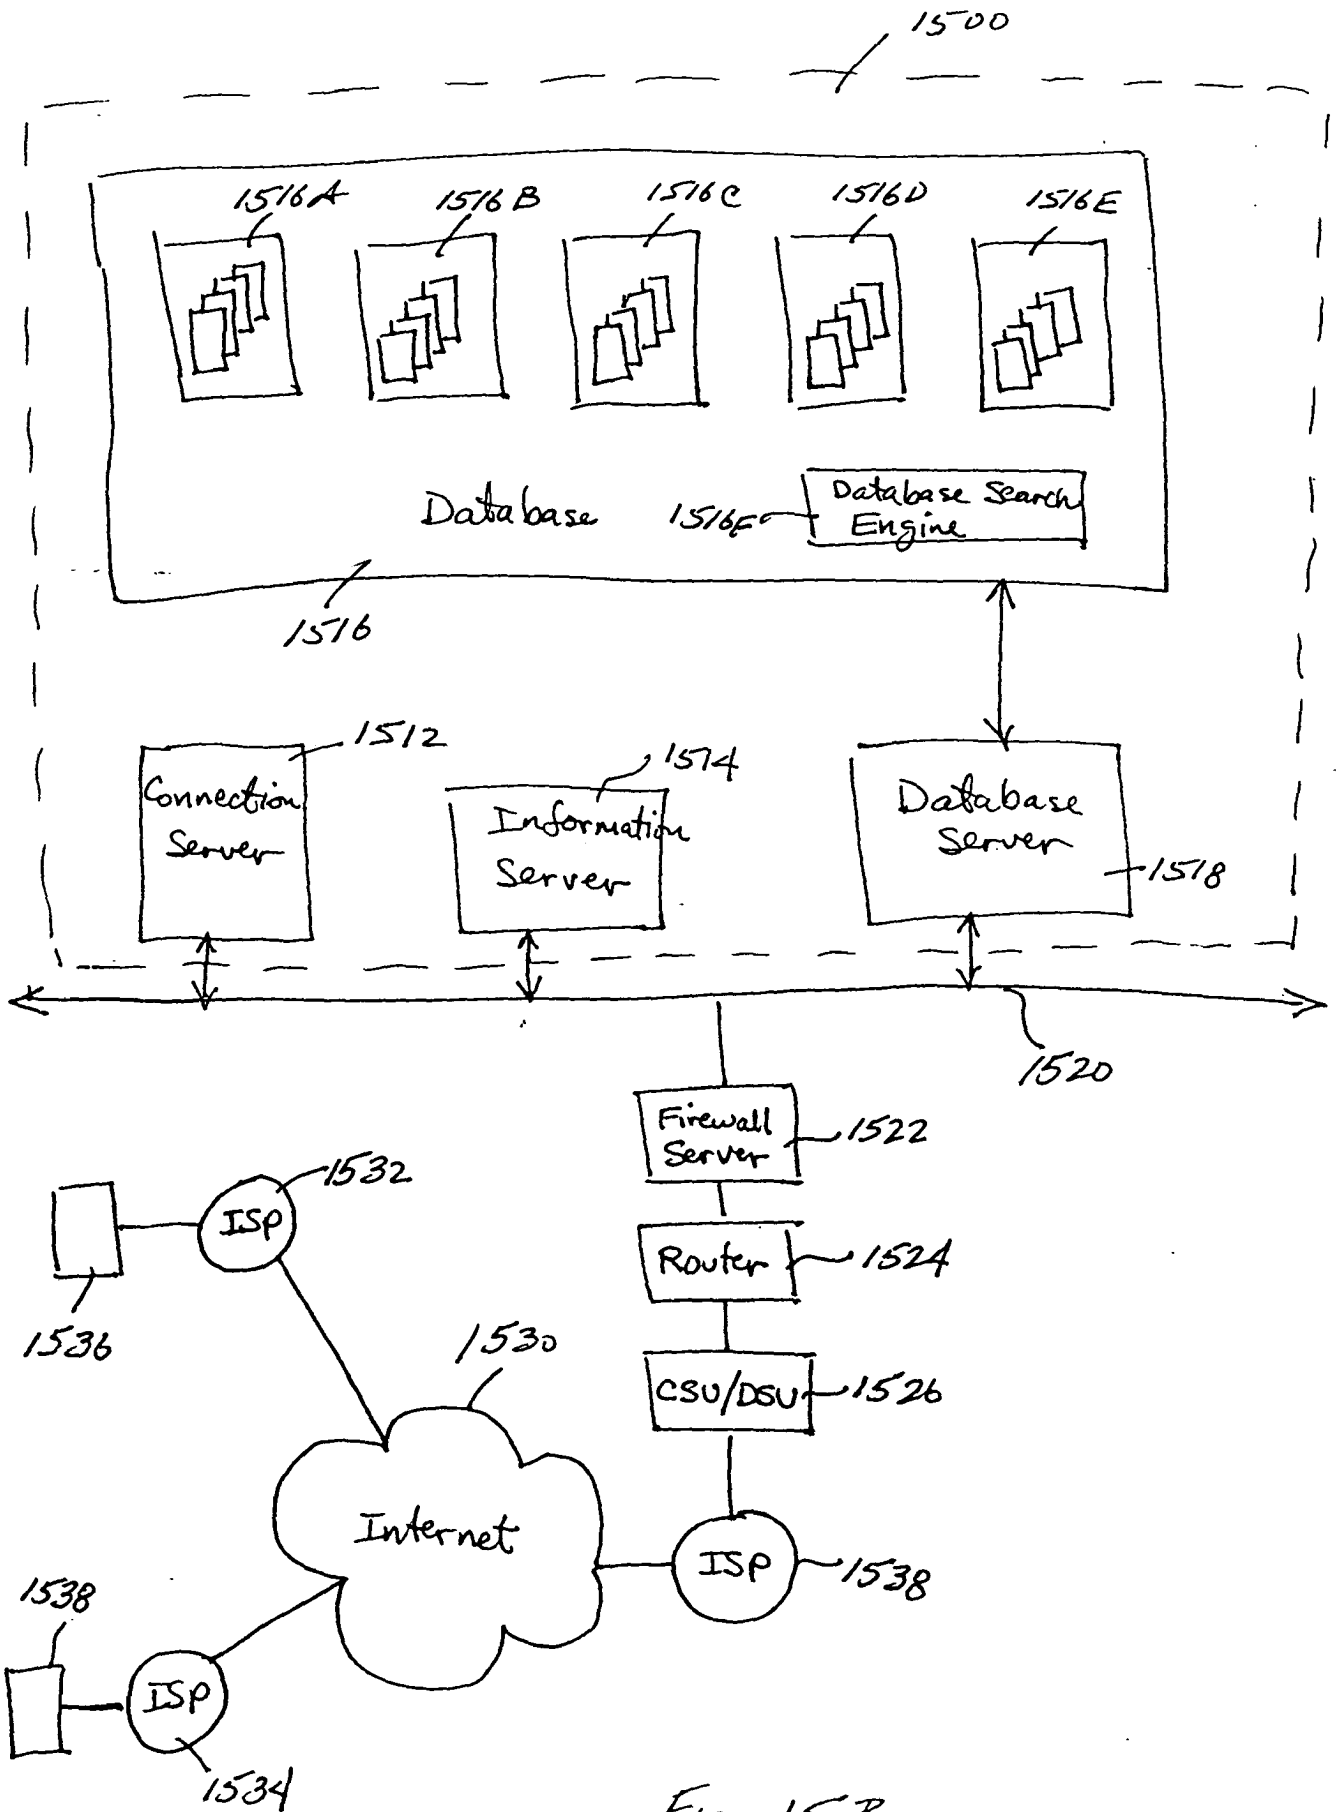 1500
1516A
1516B
1516C
1516D
1516E
Database
1516F
Database Search
Engine
1516
1512
Connection
Server
1514
Information
Server
Database
Server
1518
1520
Firewall
Server
1522
1532
ISP
1536
Router
1524
1530
CSU/DSU
1526
Internet
ISP
1538
1538
ISP
1534